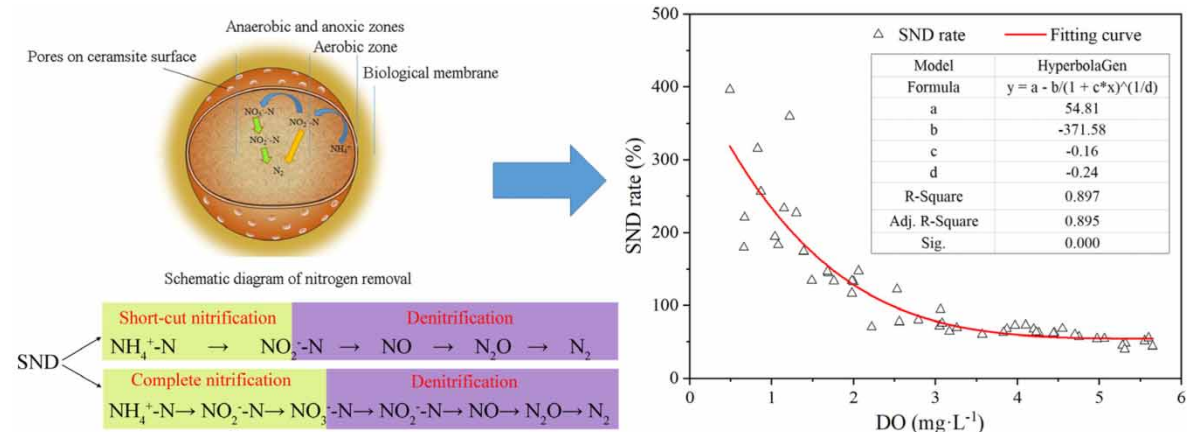 Anaerobic and anoxic zones
Pores on ceramsite surface
Aerobic zone
Biological membrane
NO3⁻-N
NO2⁻-N
NO2⁻-N
NH4⁺
N2
Schematic diagram of nitrogen removal
SND
Short-cut nitrification Denitrification
NH4⁺-N → NO2⁻-N → NO → N2O → N2
Complete nitrification Denitrification
NH4⁺-N→NO2⁻-N→NO3⁻-N→NO2⁻-N→NO→N2O→N2
SND rate (%)
500
400
300
200
100
0
0 1 2 3 4 5 6
DO (mg·L⁻¹)
△ SND rate Fitting curve
Model HyperbolaGen
Formula y = a - b/(1 + c*x)^(1/d)
a 54.81
b -371.58
c -0.16
d -0.24
R-Square 0.897
Adj. R-Square 0.895
Sig. 0.000